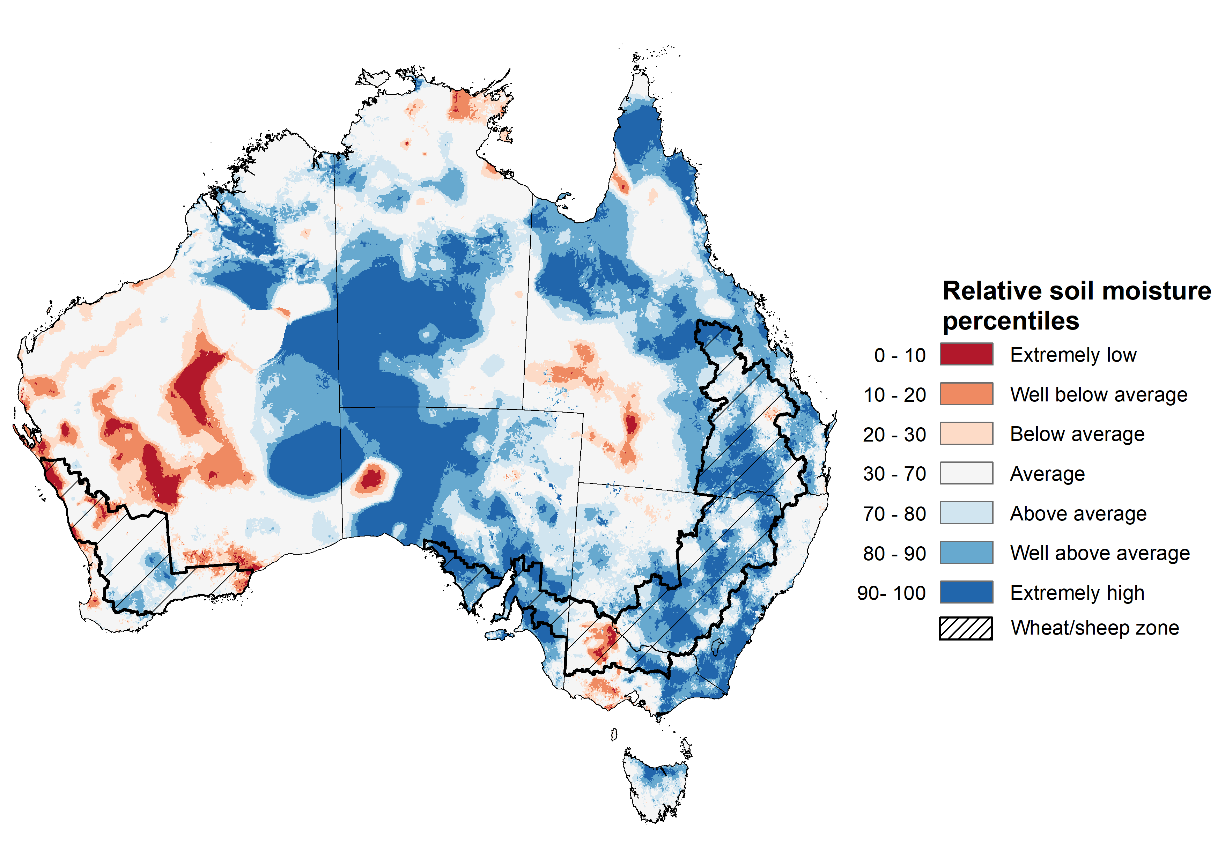 Relative soil moisture
percentiles
0 - 10 Extremely low
10 - 20 Well below average
20 - 30 Below average
30 - 70 Average
70 - 80 Above average
80 - 90 Well above average
90- 100 Extremely high
Wheat/sheep zone